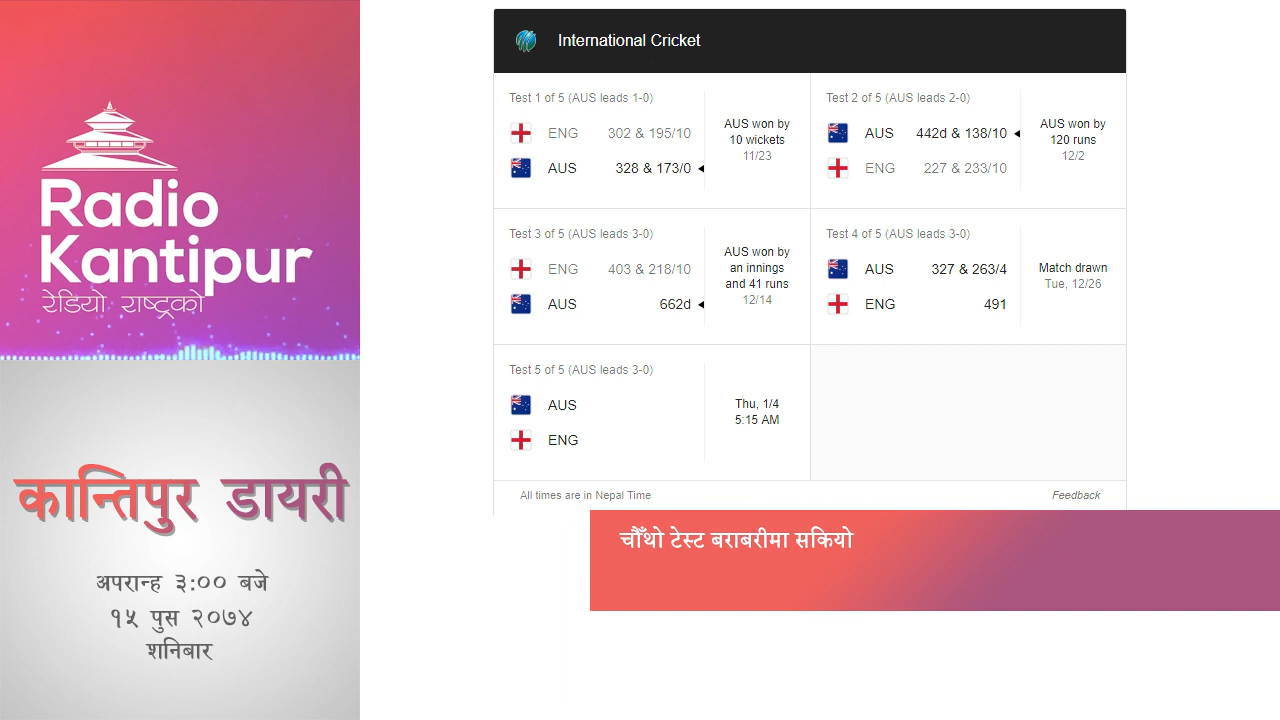 Radio
Kantipur
रेडियो राष्ट्रको
कान्तिपुर डायरी
अपरान्ह ३:०० बजे
१५ पुस २०७४
शनिबार
International Cricket
Test 1 of 5 (AUS leads 1-0)
ENG 302 & 195/10
AUS 328 & 173/0
AUS won by
10 wickets
11/23
Test 2 of 5 (AUS leads 2-0)
AUS 442d & 138/10
ENG 227 & 233/10
AUS won by
120 runs
12/2
Test 3 of 5 (AUS leads 3-0)
ENG 403 & 218/10
AUS 662d
AUS won by
an innings
and 41 runs
12/14
Test 4 of 5 (AUS leads 3-0)
AUS 327 & 263/4
ENG 491
Match drawn
Tue, 12/26
Test 5 of 5 (AUS leads 3-0)
AUS
ENG
Thu, 1/4
5:15 AM
All times are in Nepal Time
Feedback
चौँथो टेस्ट बराबरीमा सकियो